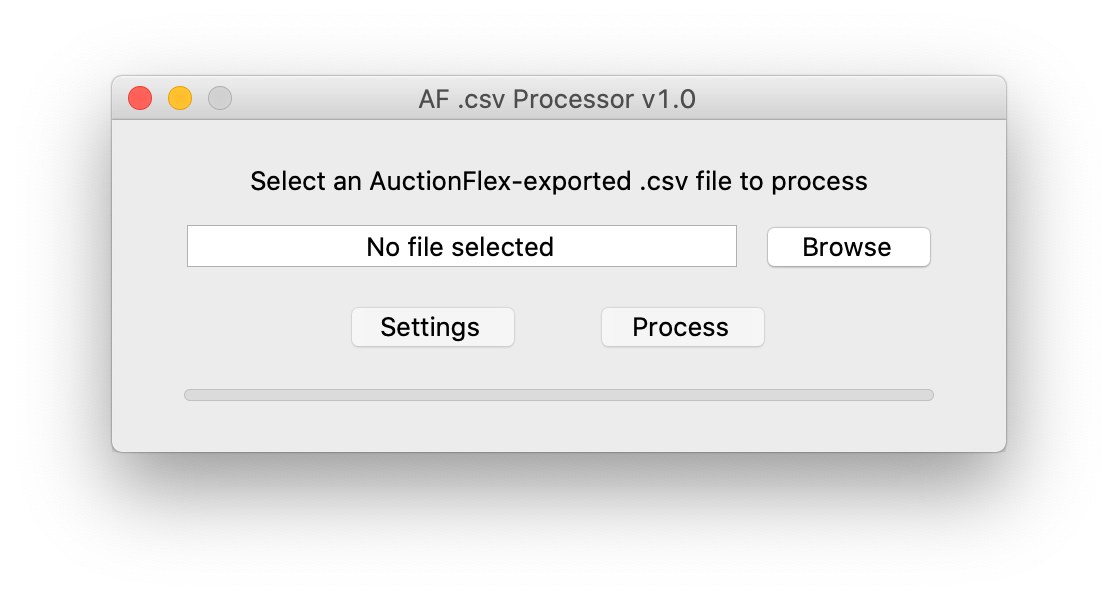 AF .csv Processor v1.0
Select an AuctionFlex-exported .csv file to process
No file selected
Browse
Settings
Process